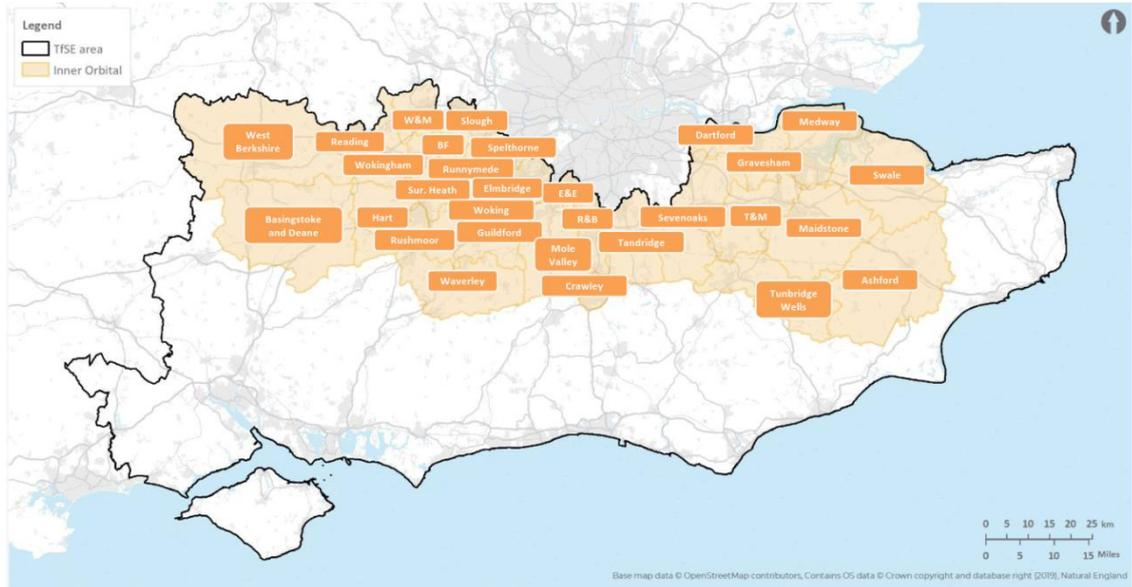 Legend
TfSE area
Inner Orbital
W&M
Slough
Medway
Dartford
West
Berkshire
Reading
BF
Spelthorne
Gravesham
Wokingham
Runnymede
Swale
Sur. Heath
Elmbridge
E&E
Basingstoke
and Deane
Hart
Woking
R&B
Sevenoaks
T&M
Maidstone
Rushmoor
Guildford
Mole
Valley
Tandridge
Waverley
Crawley
Tunbridge
Wells
Ashford
0 5 10 15 20 25 km
0 5 10 15 Miles
Base map data © OpenStreetMap contributors, Contains OS data © Crown copyright and database right (2019), Natural England